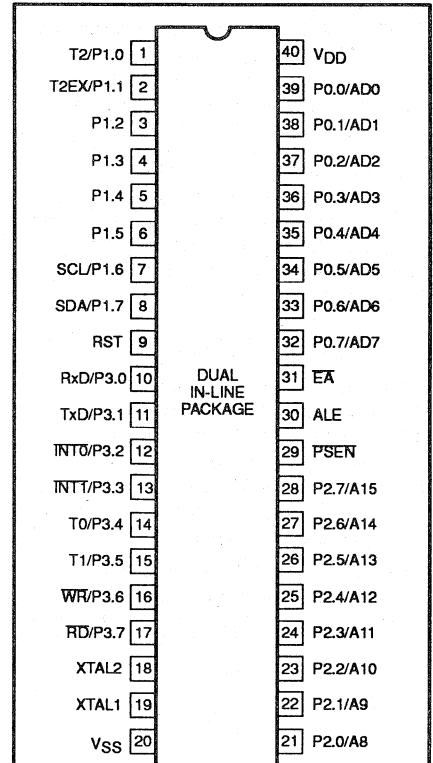 T2/P1.0 1
T2EX/P1.1 2
P1.2 3
P1.3 4
P1.4 5
P1.5 6
SCL/P1.6 7
SDA/P1.7 8
RST 9
RxD/P3.0 10
TxD/P3.1 11
INT0/P3.2 12
INT1/P3.3 13
T0/P3.4 14
T1/P3.5 15
WR/P3.6 16
RD/P3.7 17
XTAL2 18
XTAL1 19
VSS 20
DUAL
IN-LINE
PACKAGE
40 VDD
39 P0.0/AD0
38 P0.1/AD1
37 P0.2/AD2
36 P0.3/AD3
35 P0.4/AD4
34 P0.5/AD5
33 P0.6/AD6
32 P0.7/AD7
31 EA
30 ALE
29 PSEN
28 P2.7/A15
27 P2.6/A14
26 P2.5/A13
25 P2.4/A12
24 P2.3/A11
23 P2.2/A10
22 P2.1/A9
21 P2.0/A8